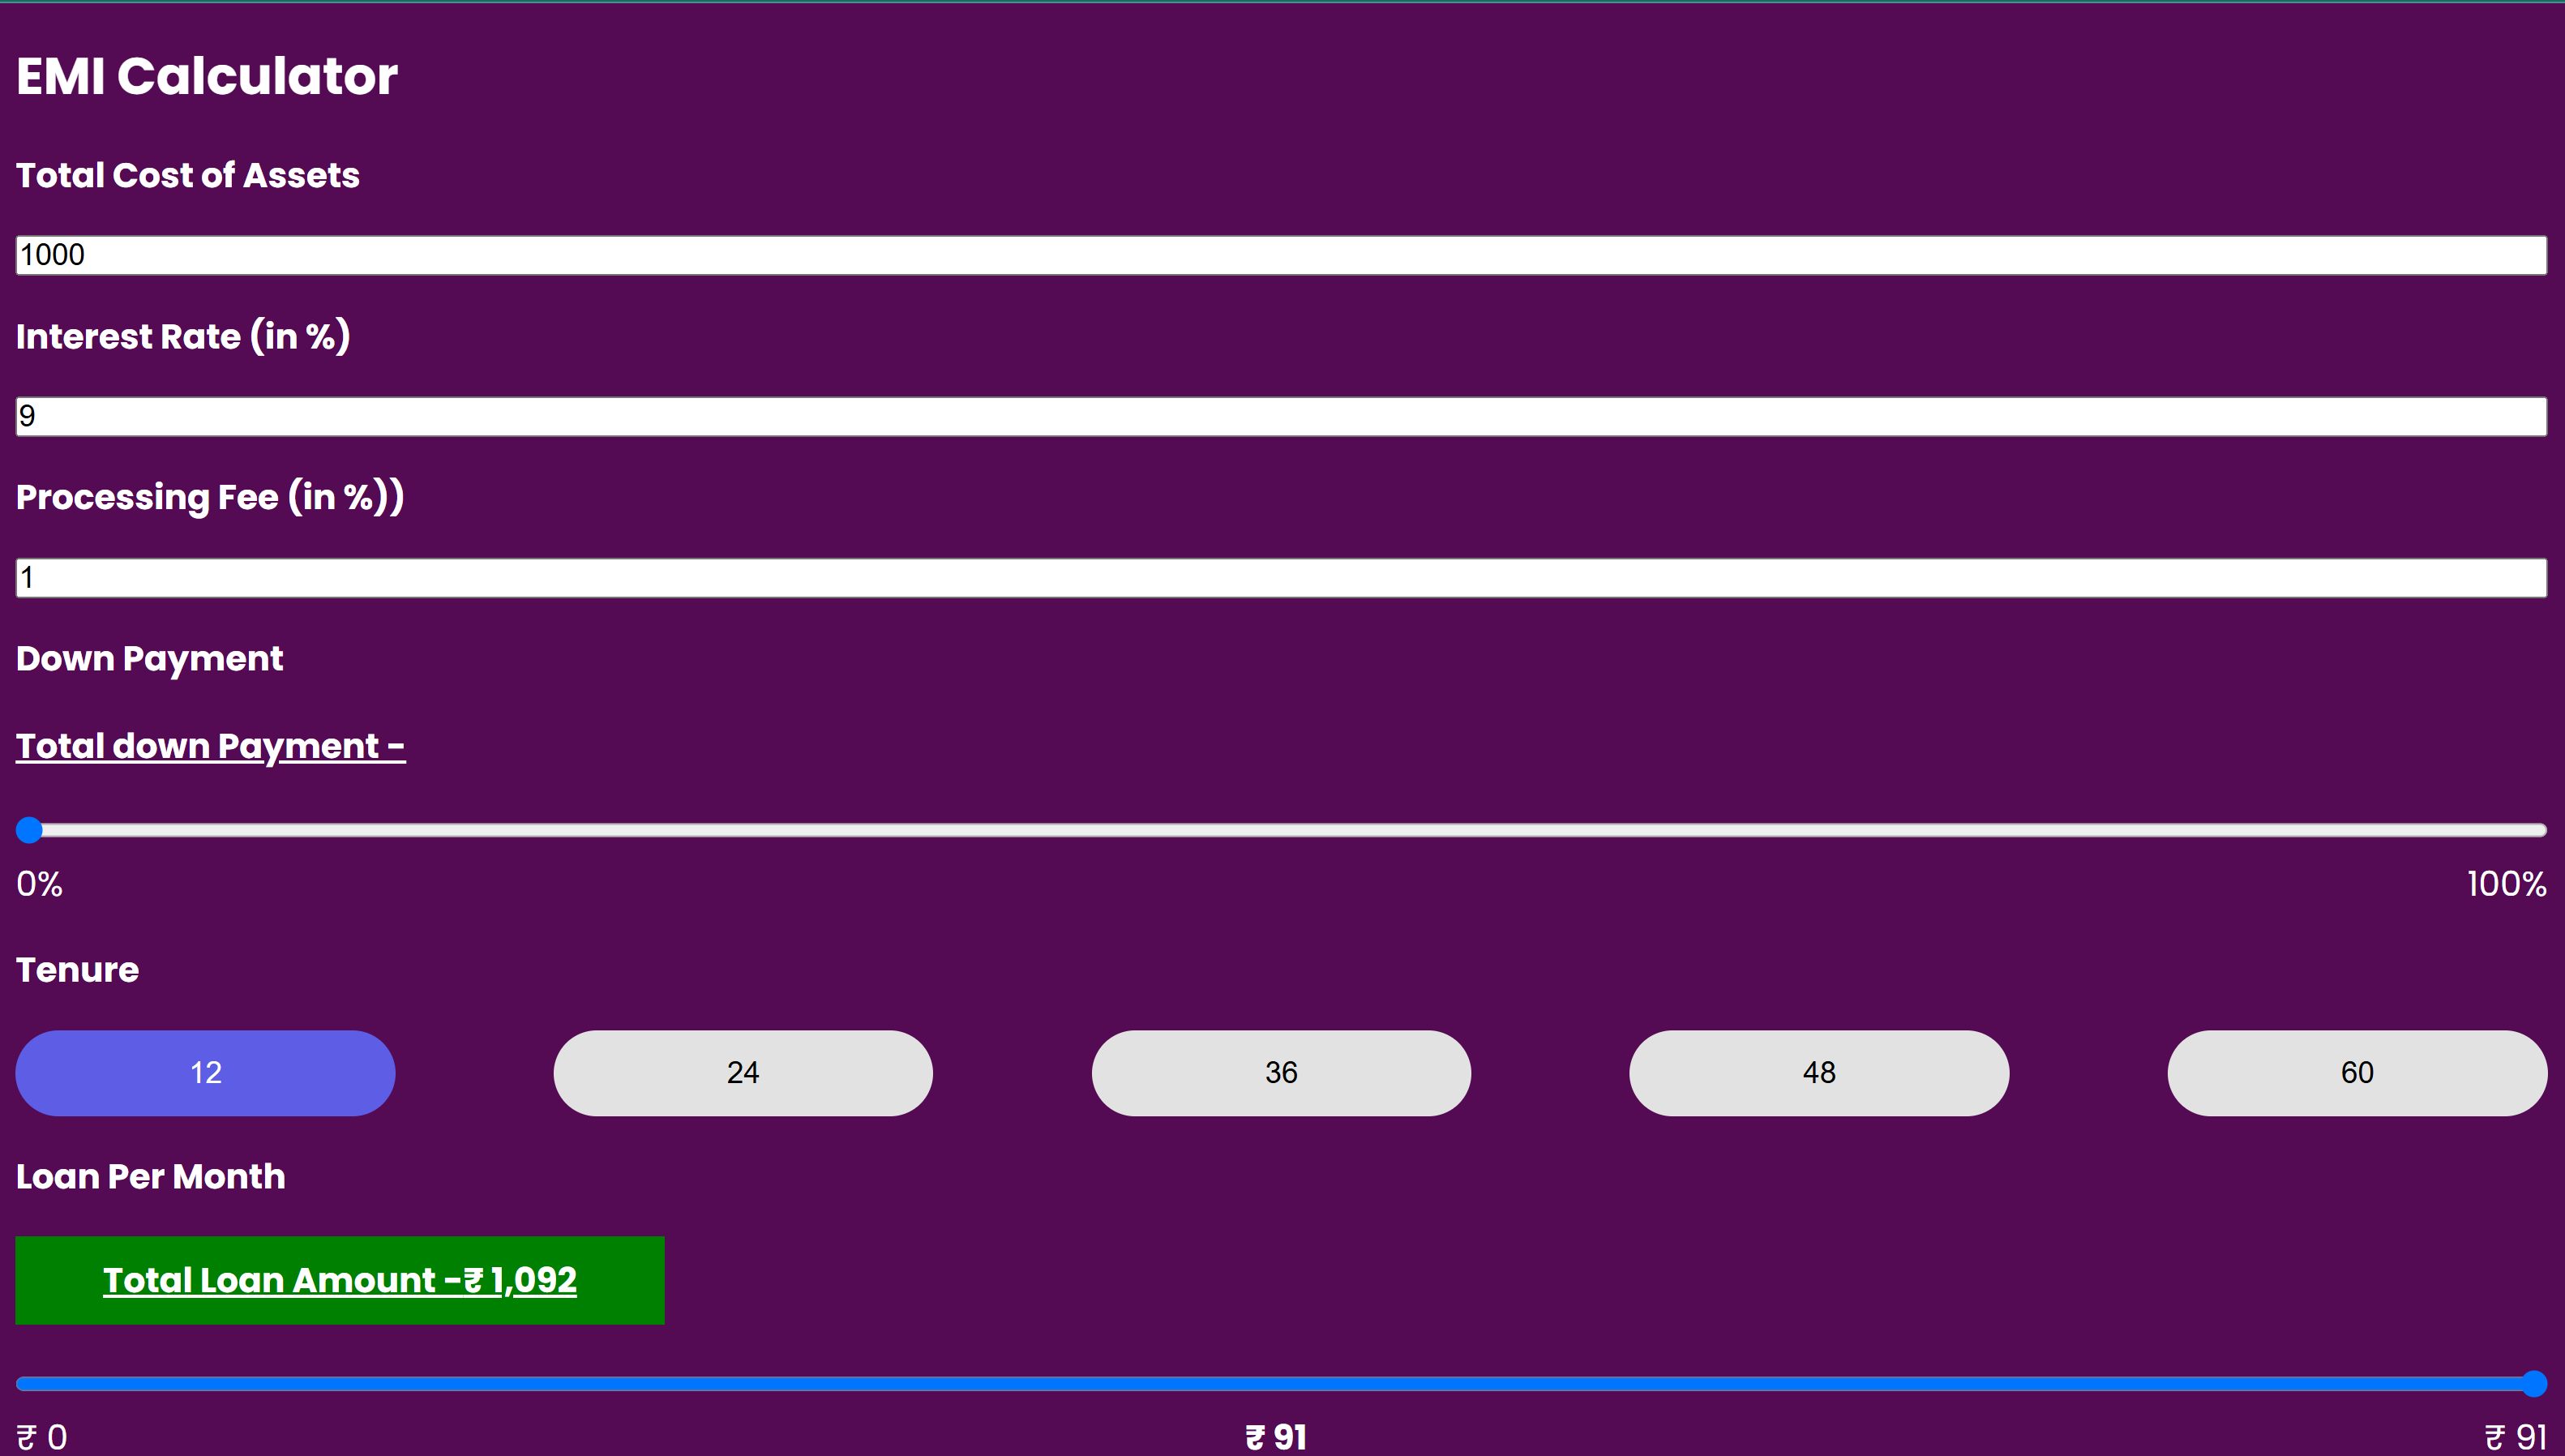 EMI Calculator
Total Cost of Assets
1000
Interest Rate (in %)
9
Processing Fee (in %))
1
Down Payment
Total down Payment -
0% 100%
Tenure
12 24 36 48 60
Loan Per Month
Total Loan Amount -₹ 1,092
₹ 0 ₹ 91 ₹ 91